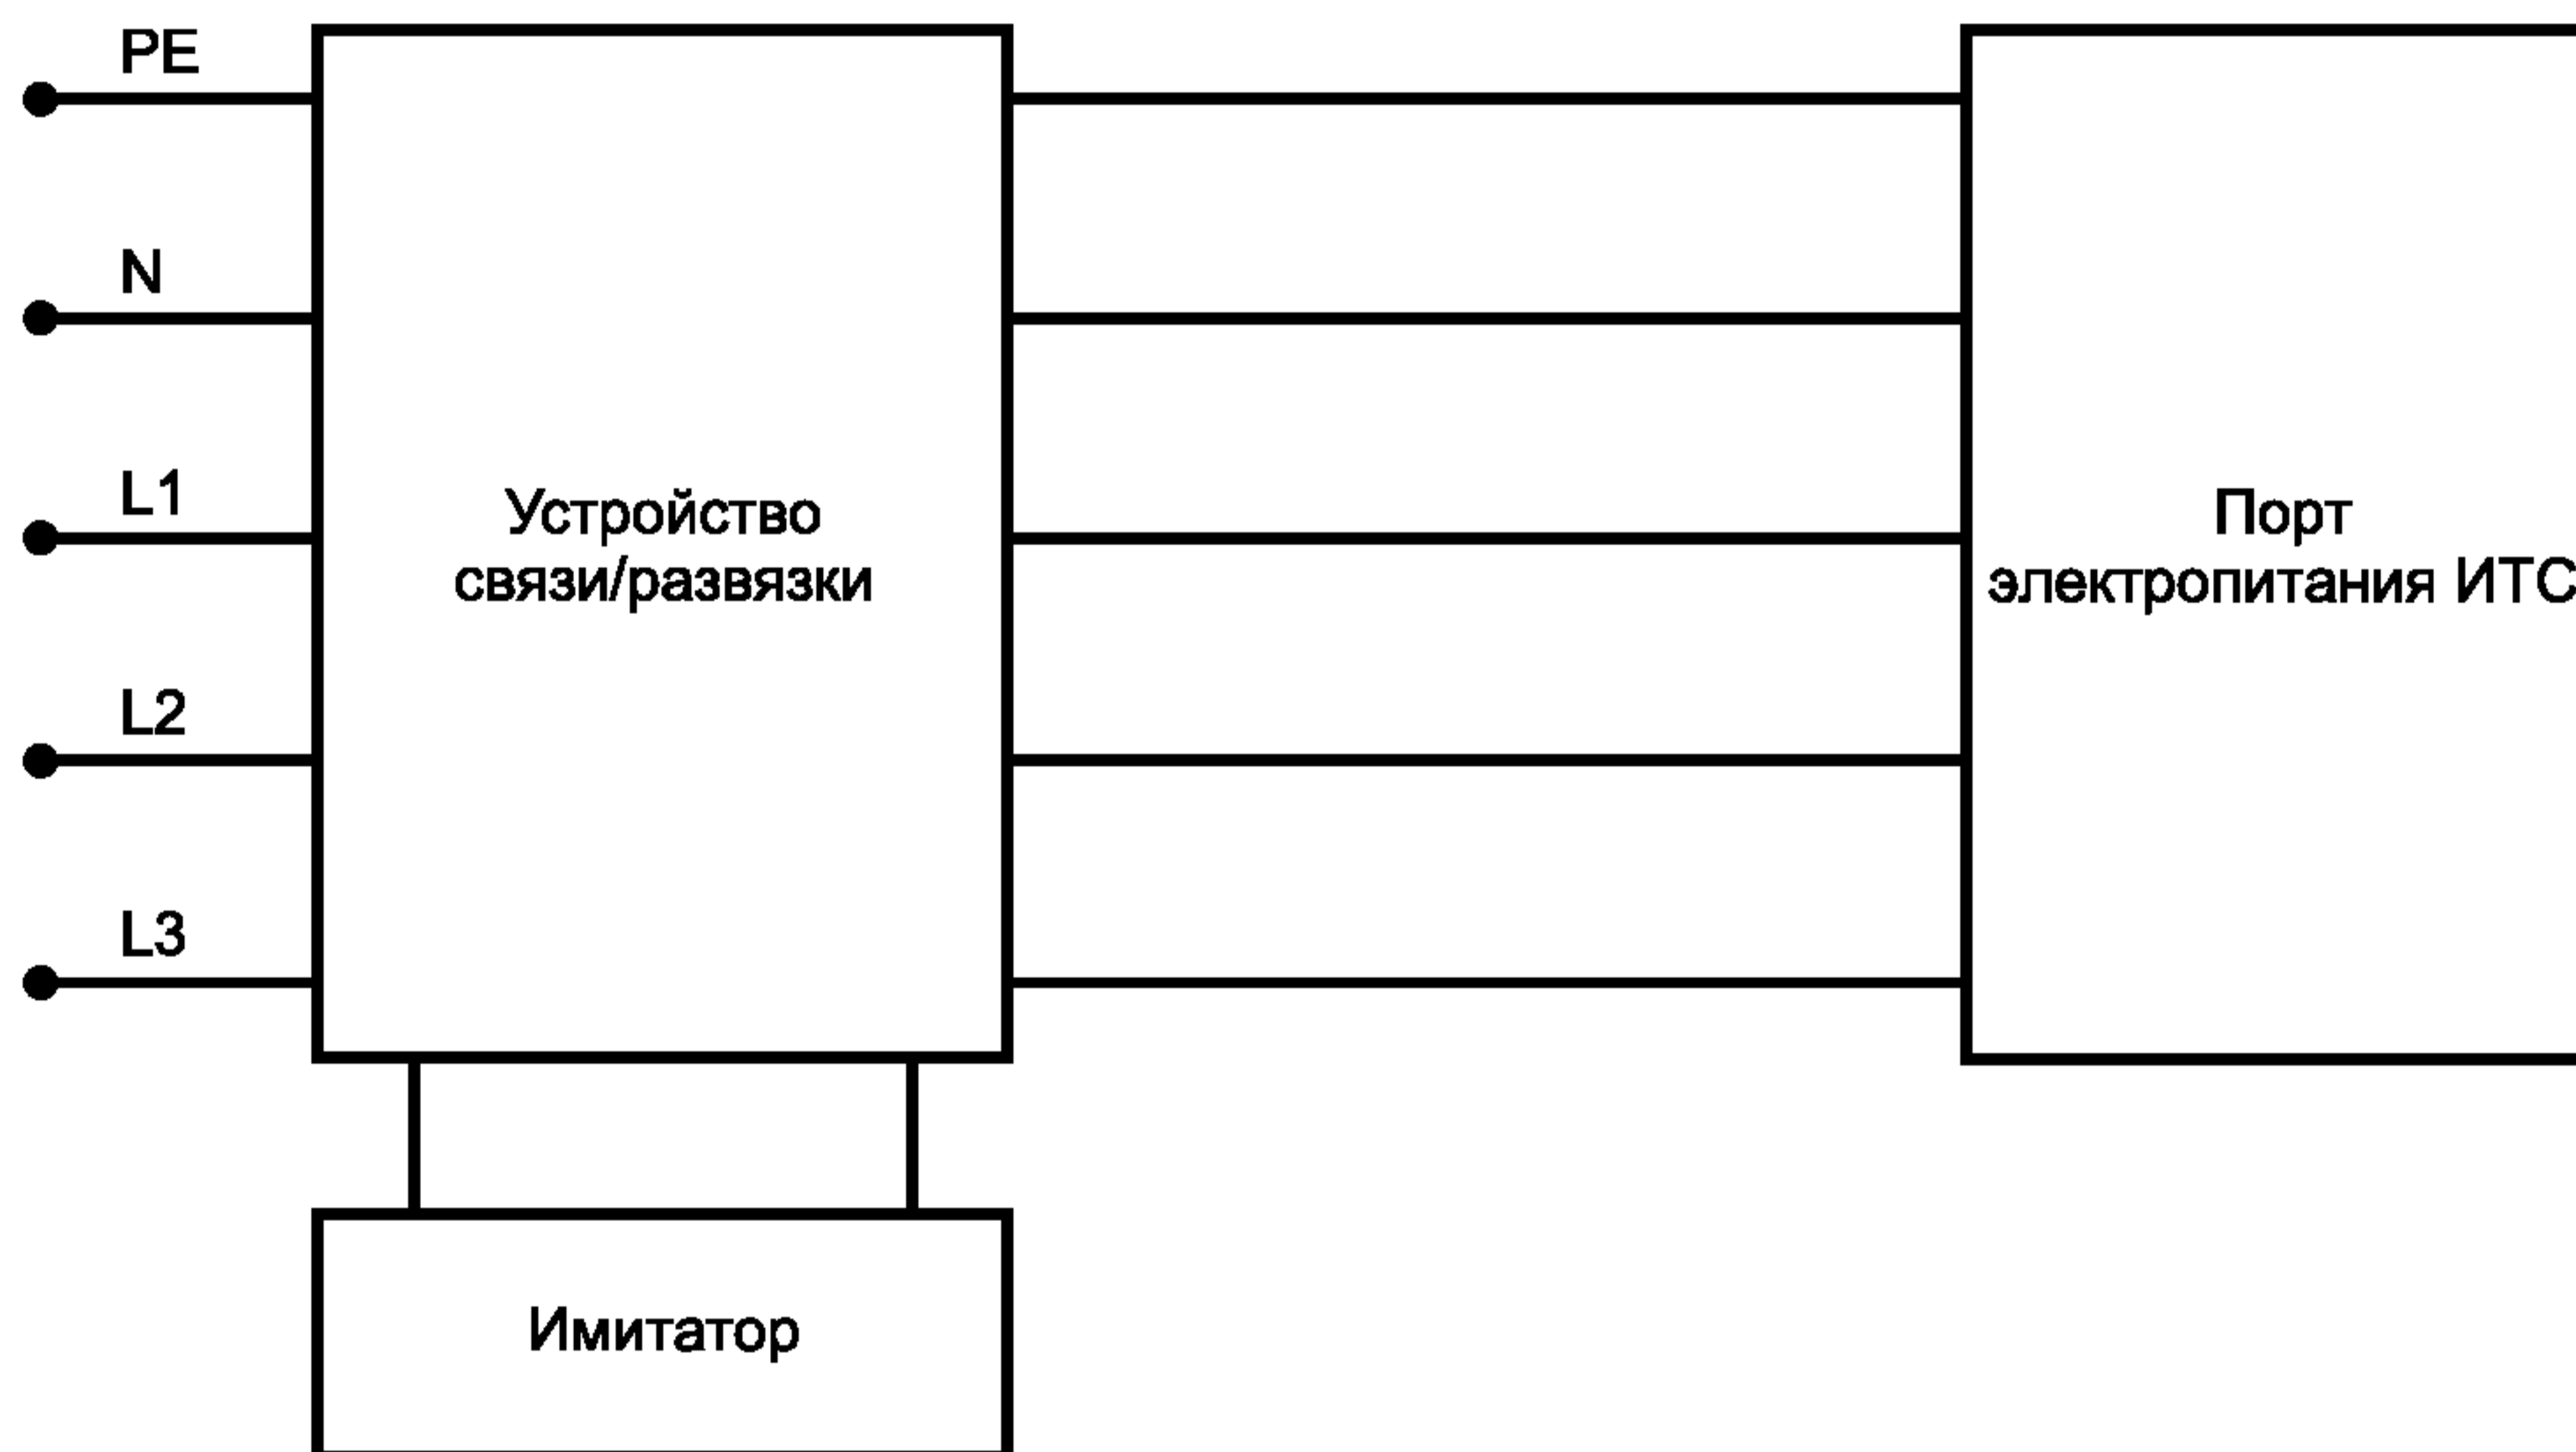 PE
N
L1
L2
L3
Устройство
связи/развязки
Порт
электропитания ИТС
Имитатор